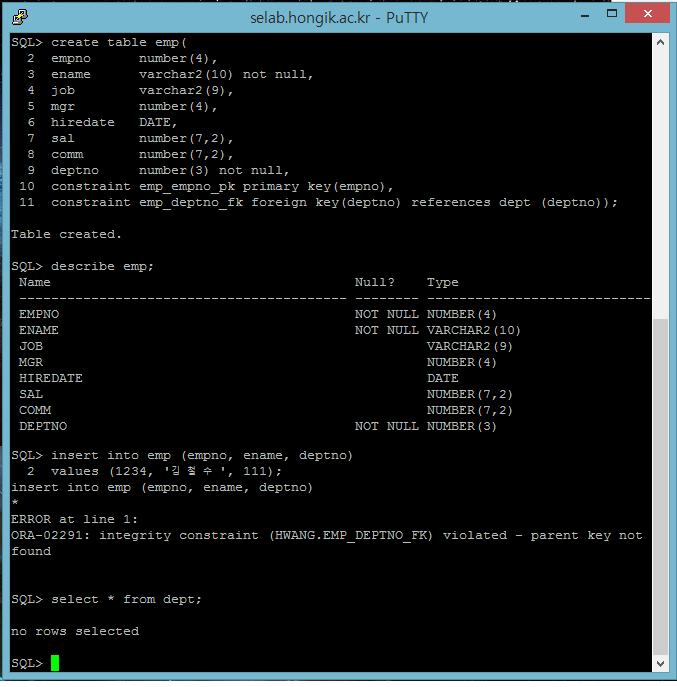 selab.hongik.ac.kr - PuTTY
SQL> create table emp(
  2  empno      number(4),
  3  ename      varchar2(10) not null,
  4  job        varchar2(9),
  5  mgr        number(4),
  6  hiredate   DATE,
  7  sal        number(7,2),
  8  comm       number(7,2),
  9  deptno     number(3) not null,
 10  constraint emp_empno_pk primary key(empno),
 11  constraint emp_deptno_fk foreign key(deptno) references dept (deptno));
Table created.
SQL> describe emp;
 Name                                      Null?    Type
 ----------------------------------------- -------- ----------------------------
 EMPNO                                     NOT NULL NUMBER(4)
 ENAME                                     NOT NULL VARCHAR2(10)
 JOB                                                VARCHAR2(9)
 MGR                                                NUMBER(4)
 HIREDATE                                           DATE
 SAL                                                NUMBER(7,2)
 COMM                                               NUMBER(7,2)
 DEPTNO                                    NOT NULL NUMBER(3)
SQL> insert into emp (empno, ename, deptno)
  2  values (1234, '김철수', 111);
insert into emp (empno, ename, deptno)
*
ERROR at line 1:
ORA-02291: integrity constraint (HWANG.EMP_DEPTNO_FK) violated - parent key not
found
SQL> select * from dept;
no rows selected
SQL>